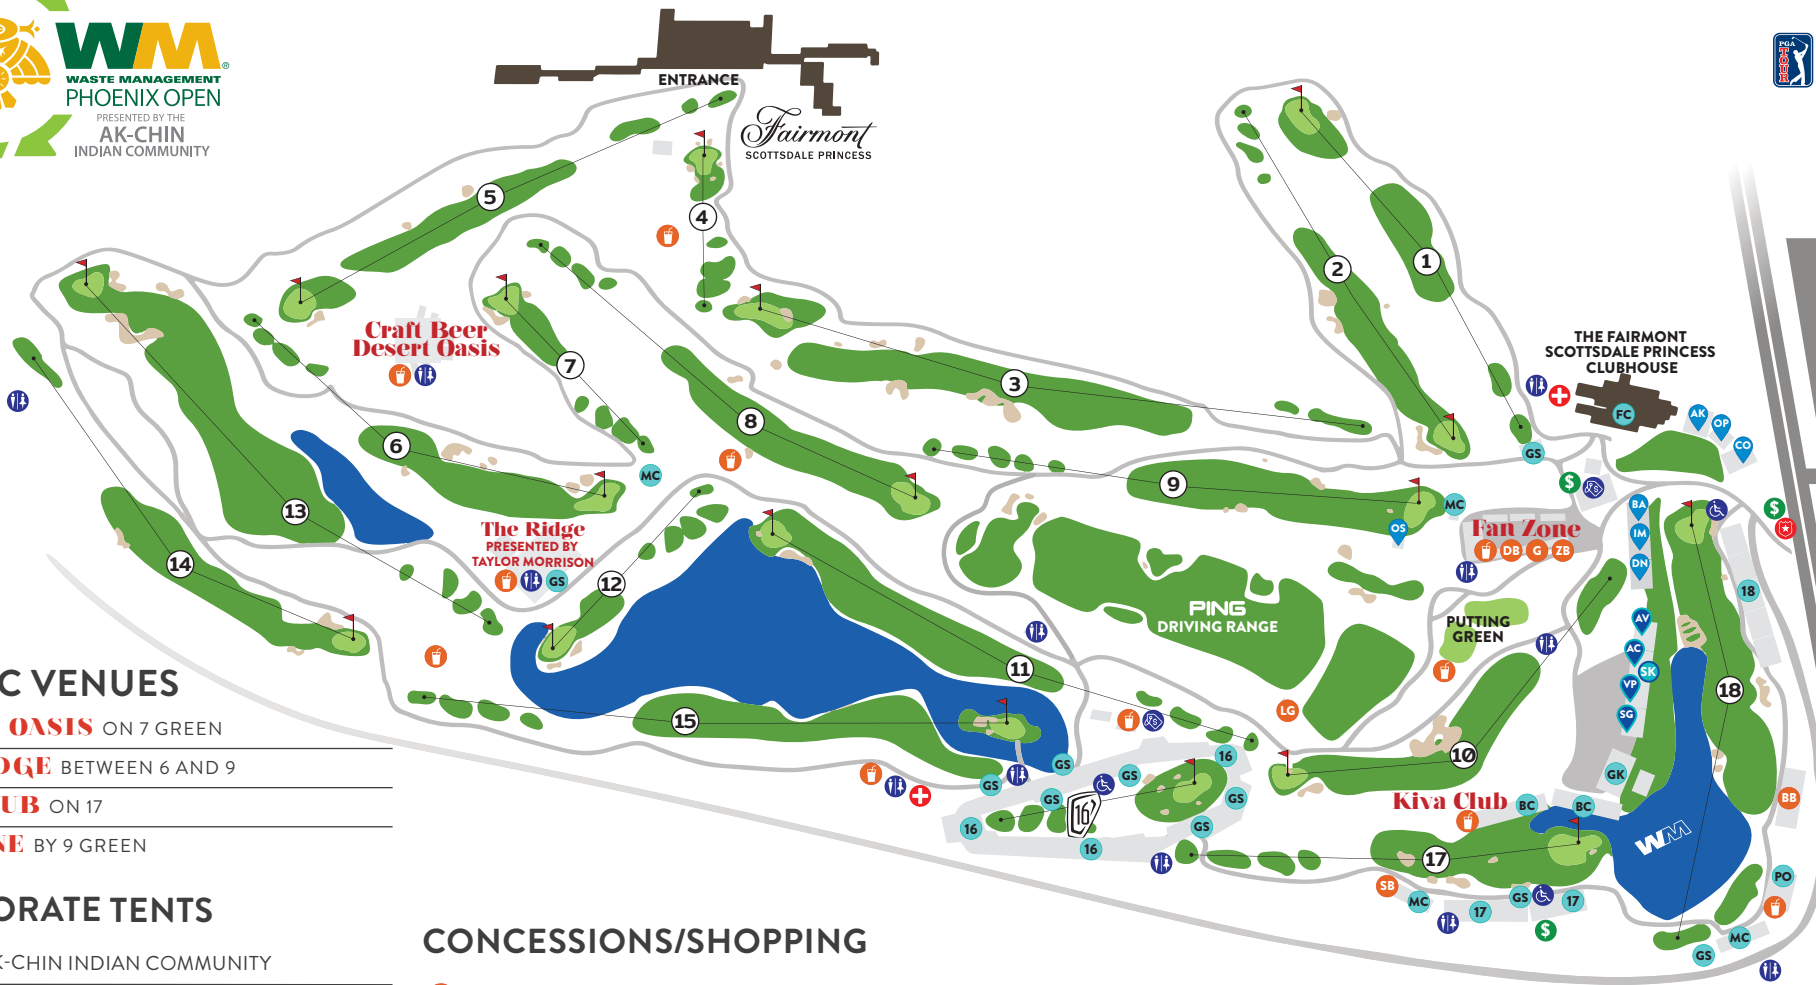 WM
WASTE MANAGEMENT
PHOENIX OPEN
PRESENTED BY THE
AK-CHIN
INDIAN COMMUNITY
ENTRANCE
Fairmont
SCOTTSDALE PRINCESS
PGA TOUR
5
4
2
1
Craft Beer
Desert Oasis
7
3
8
6
MC
THE FAIRMONT
SCOTTSDALE PRINCESS
CLUBHOUSE
FC
AK
OP
CO
GS
$
9
MC
OS
Fan Zone
DB G ZB
BA
IM
DN
$
18
13
The Ridge
PRESENTED BY
TAYLOR MORRISON
GS
12
14
PING
DRIVING RANGE
PUTTING
GREEN
AV
AC
SK
VP
SG
18
11
15
LG
10
16
GS
GS
GS
GS
GS
GS
16
16
16
GK
Kiva Club
BC
BC
BB
WM
17
SB
MC
17
GS
17
$
PO
MC
GS
C VENUES
OASIS ON 7 GREEN
DGE BETWEEN 6 AND 9
UB ON 17
NE BY 9 GREEN
ORATE TENTS
K-CHIN INDIAN COMMUNITY
CONCESSIONS/SHOPPING